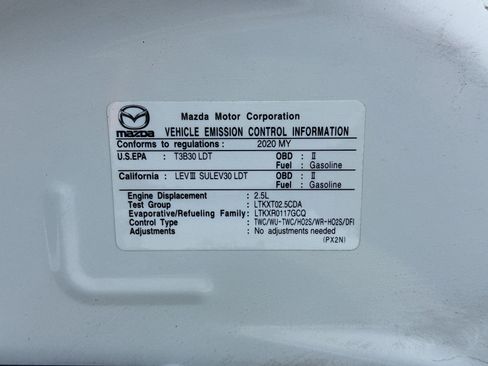 Mazda Motor Corporation
mazda VEHICLE EMISSION CONTROL INFORMATION
Conforms to regulations : 2020 MY
U.S.EPA : T3B30 LDT OBD : II
Fuel : Gasoline
California : LEVIII SULEV30 LDT OBD : II
Fuel : Gasoline
Engine Displacement : 2.5L
Test Group : LTKXT02.5CDA
Evaporative/Refueling Family : LTKXR0117GCQ
Control Type : TWC/WU-TWC/HO2S/WR-HO2S/DFI
Adjustments : No adjustments needed
(PX2N)